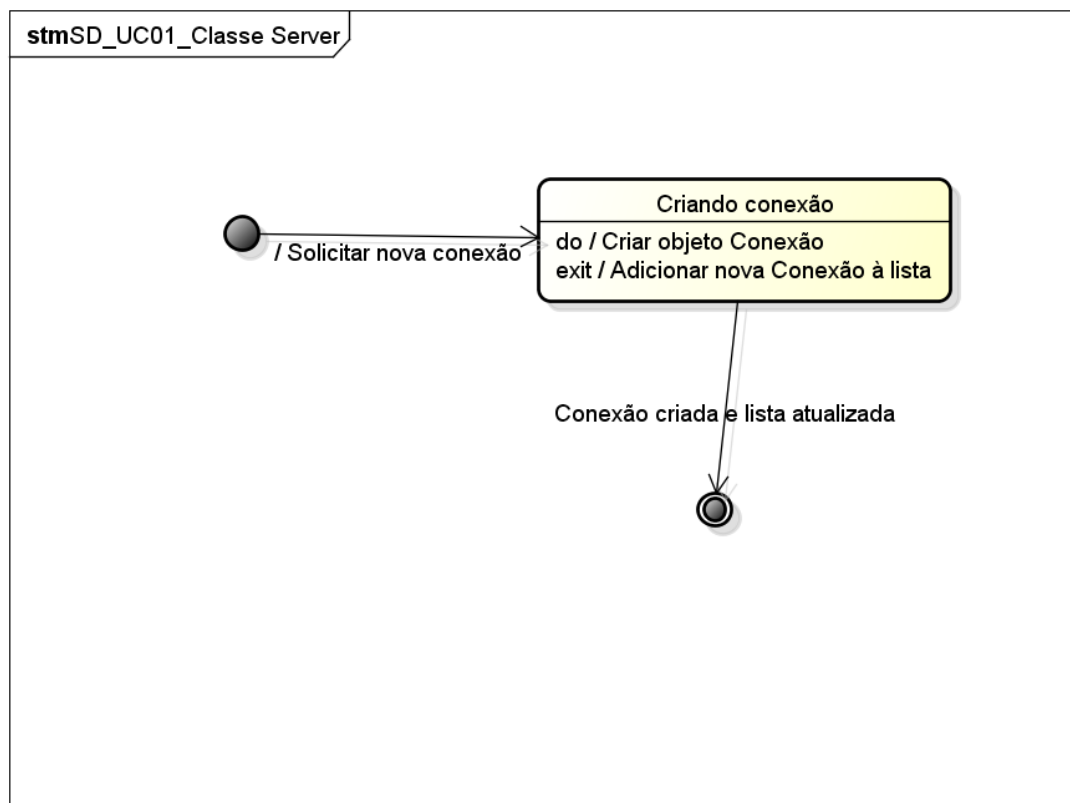 stmSD_UC01_Classe Server
Criando conexão
do / Criar objeto Conexão
/ Solicitar nova conexão
exit / Adicionar nova Conexão à lista
Conexão criada e lista atualizada